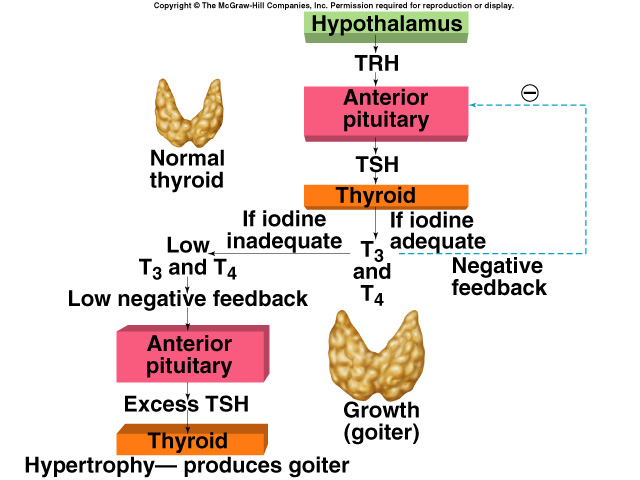 Copyright © The McGraw-Hill Companies, Inc. Permission required for reproduction or display.
Hypothalamus
TRH
Anterior
pituitary
−
Normal
thyroid
TSH
Thyroid
If iodine
inadequate
If iodine
adequate
Low
T3 and T4
T3
and
T4
Negative
feedback
Low negative feedback
Anterior
pituitary
Excess TSH
Growth
(goiter)
Thyroid
Hypertrophy— produces goiter